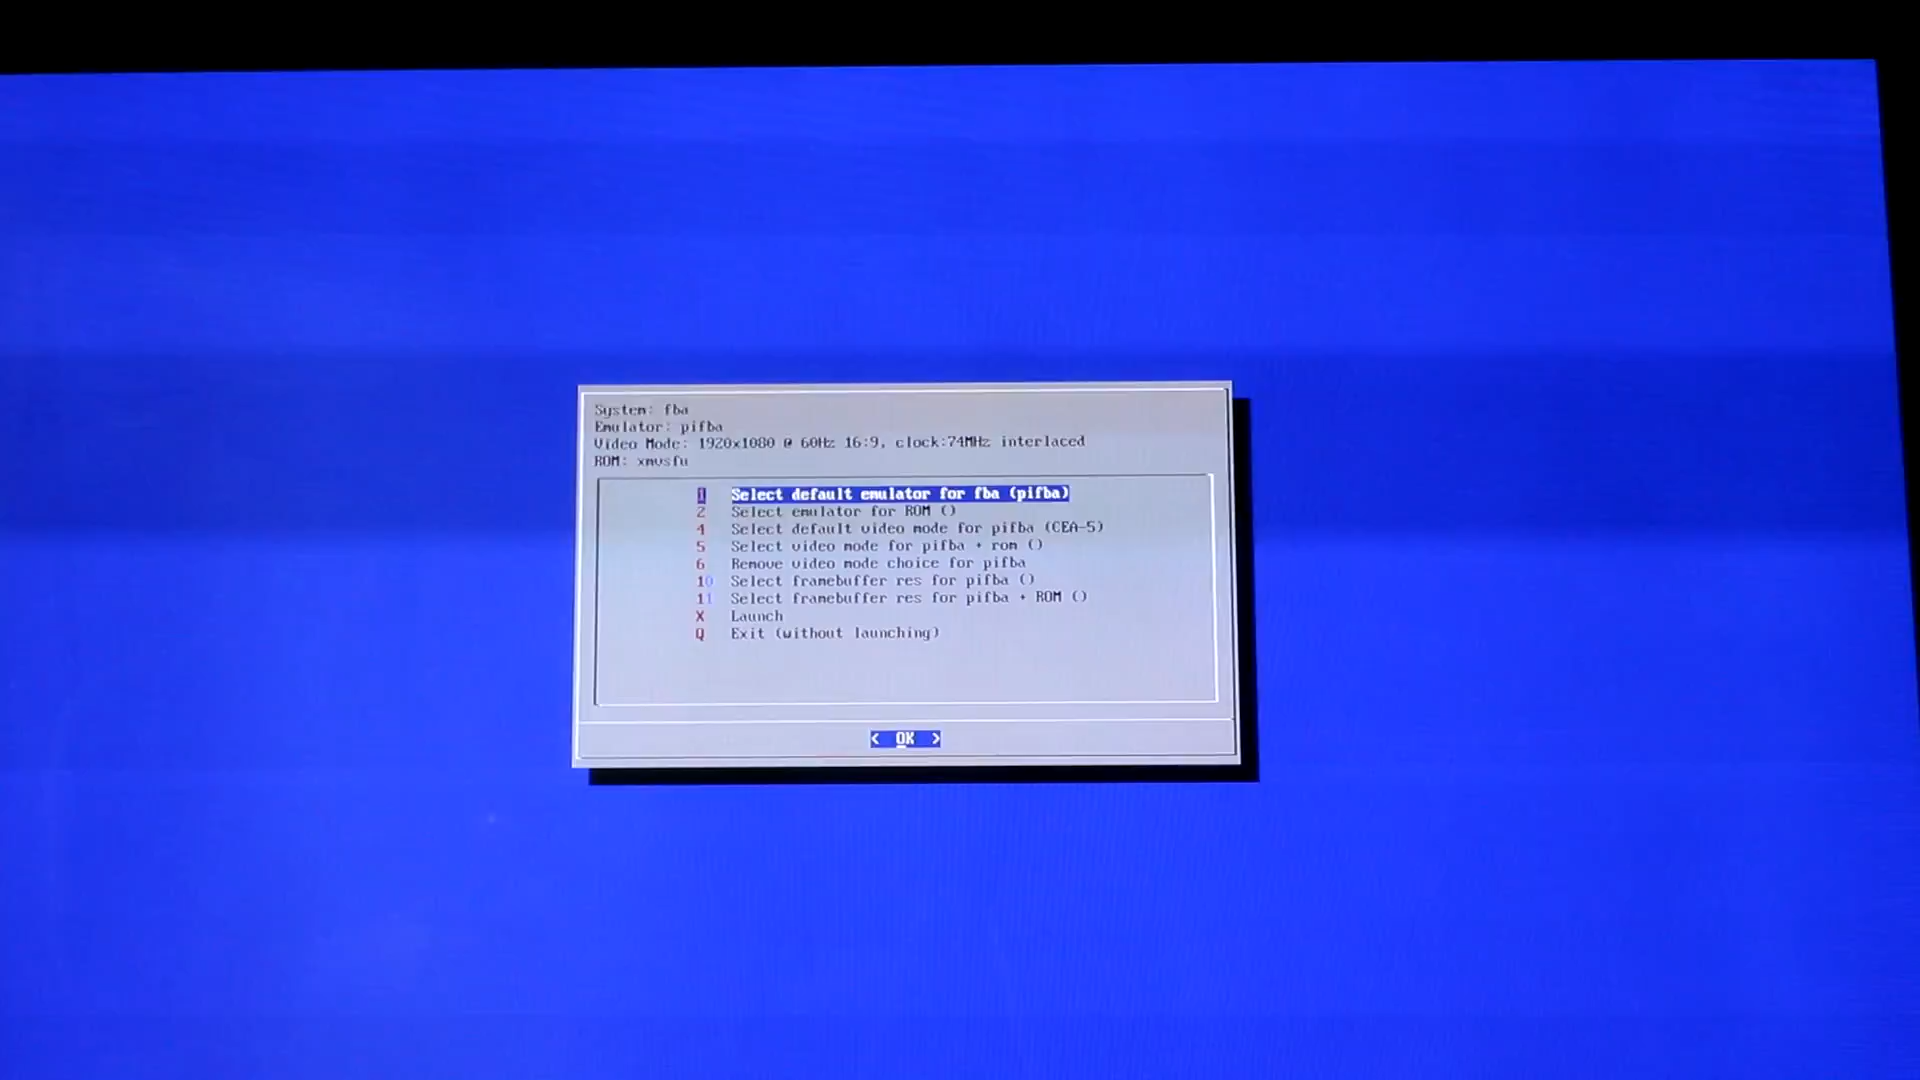 System: fba
Emulator: pifba
Video Mode: 1920x1080 @ 60Hz 16:9, clock:74MHz interlaced
ROM: xmvsfu
1 Select default emulator for fba (pifba)
2 Select emulator for ROM ()
4 Select default video mode for pifba (CEA-5)
5 Select video mode for pifba + rom ()
6 Remove video mode choice for pifba
10 Select framebuffer res for pifba ()
11 Select framebuffer res for pifba + ROM ()
X Launch
Q Exit (without launching)
< OK >